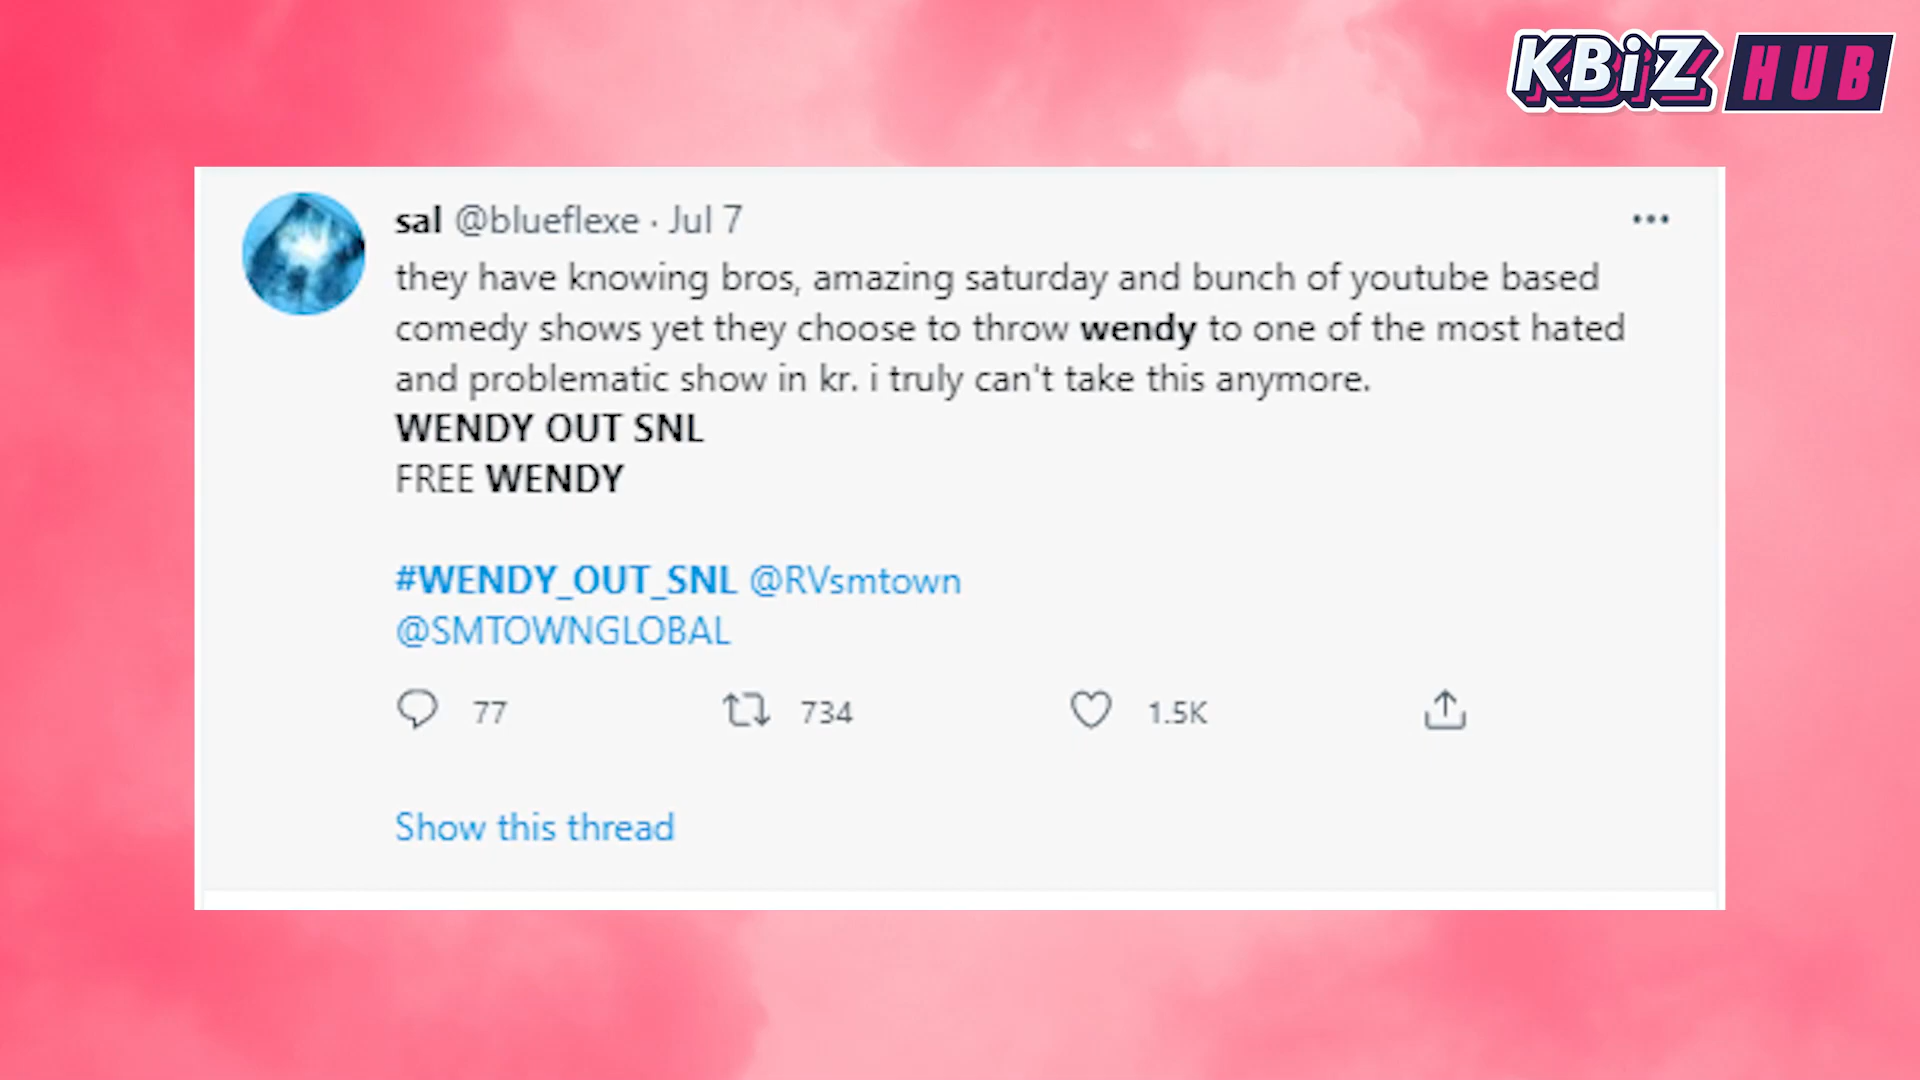 KBiZ HUB
sal @blueflexe · Jul 7
they have knowing bros, amazing saturday and bunch of youtube based
comedy shows yet they choose to throw wendy to one of the most hated
and problematic show in kr. i truly can't take this anymore.
WENDY OUT SNL
FREE WENDY
#WENDY_OUT_SNL @RVsmtown
@SMTOWNGLOBAL
77 734 1.5K
Show this thread